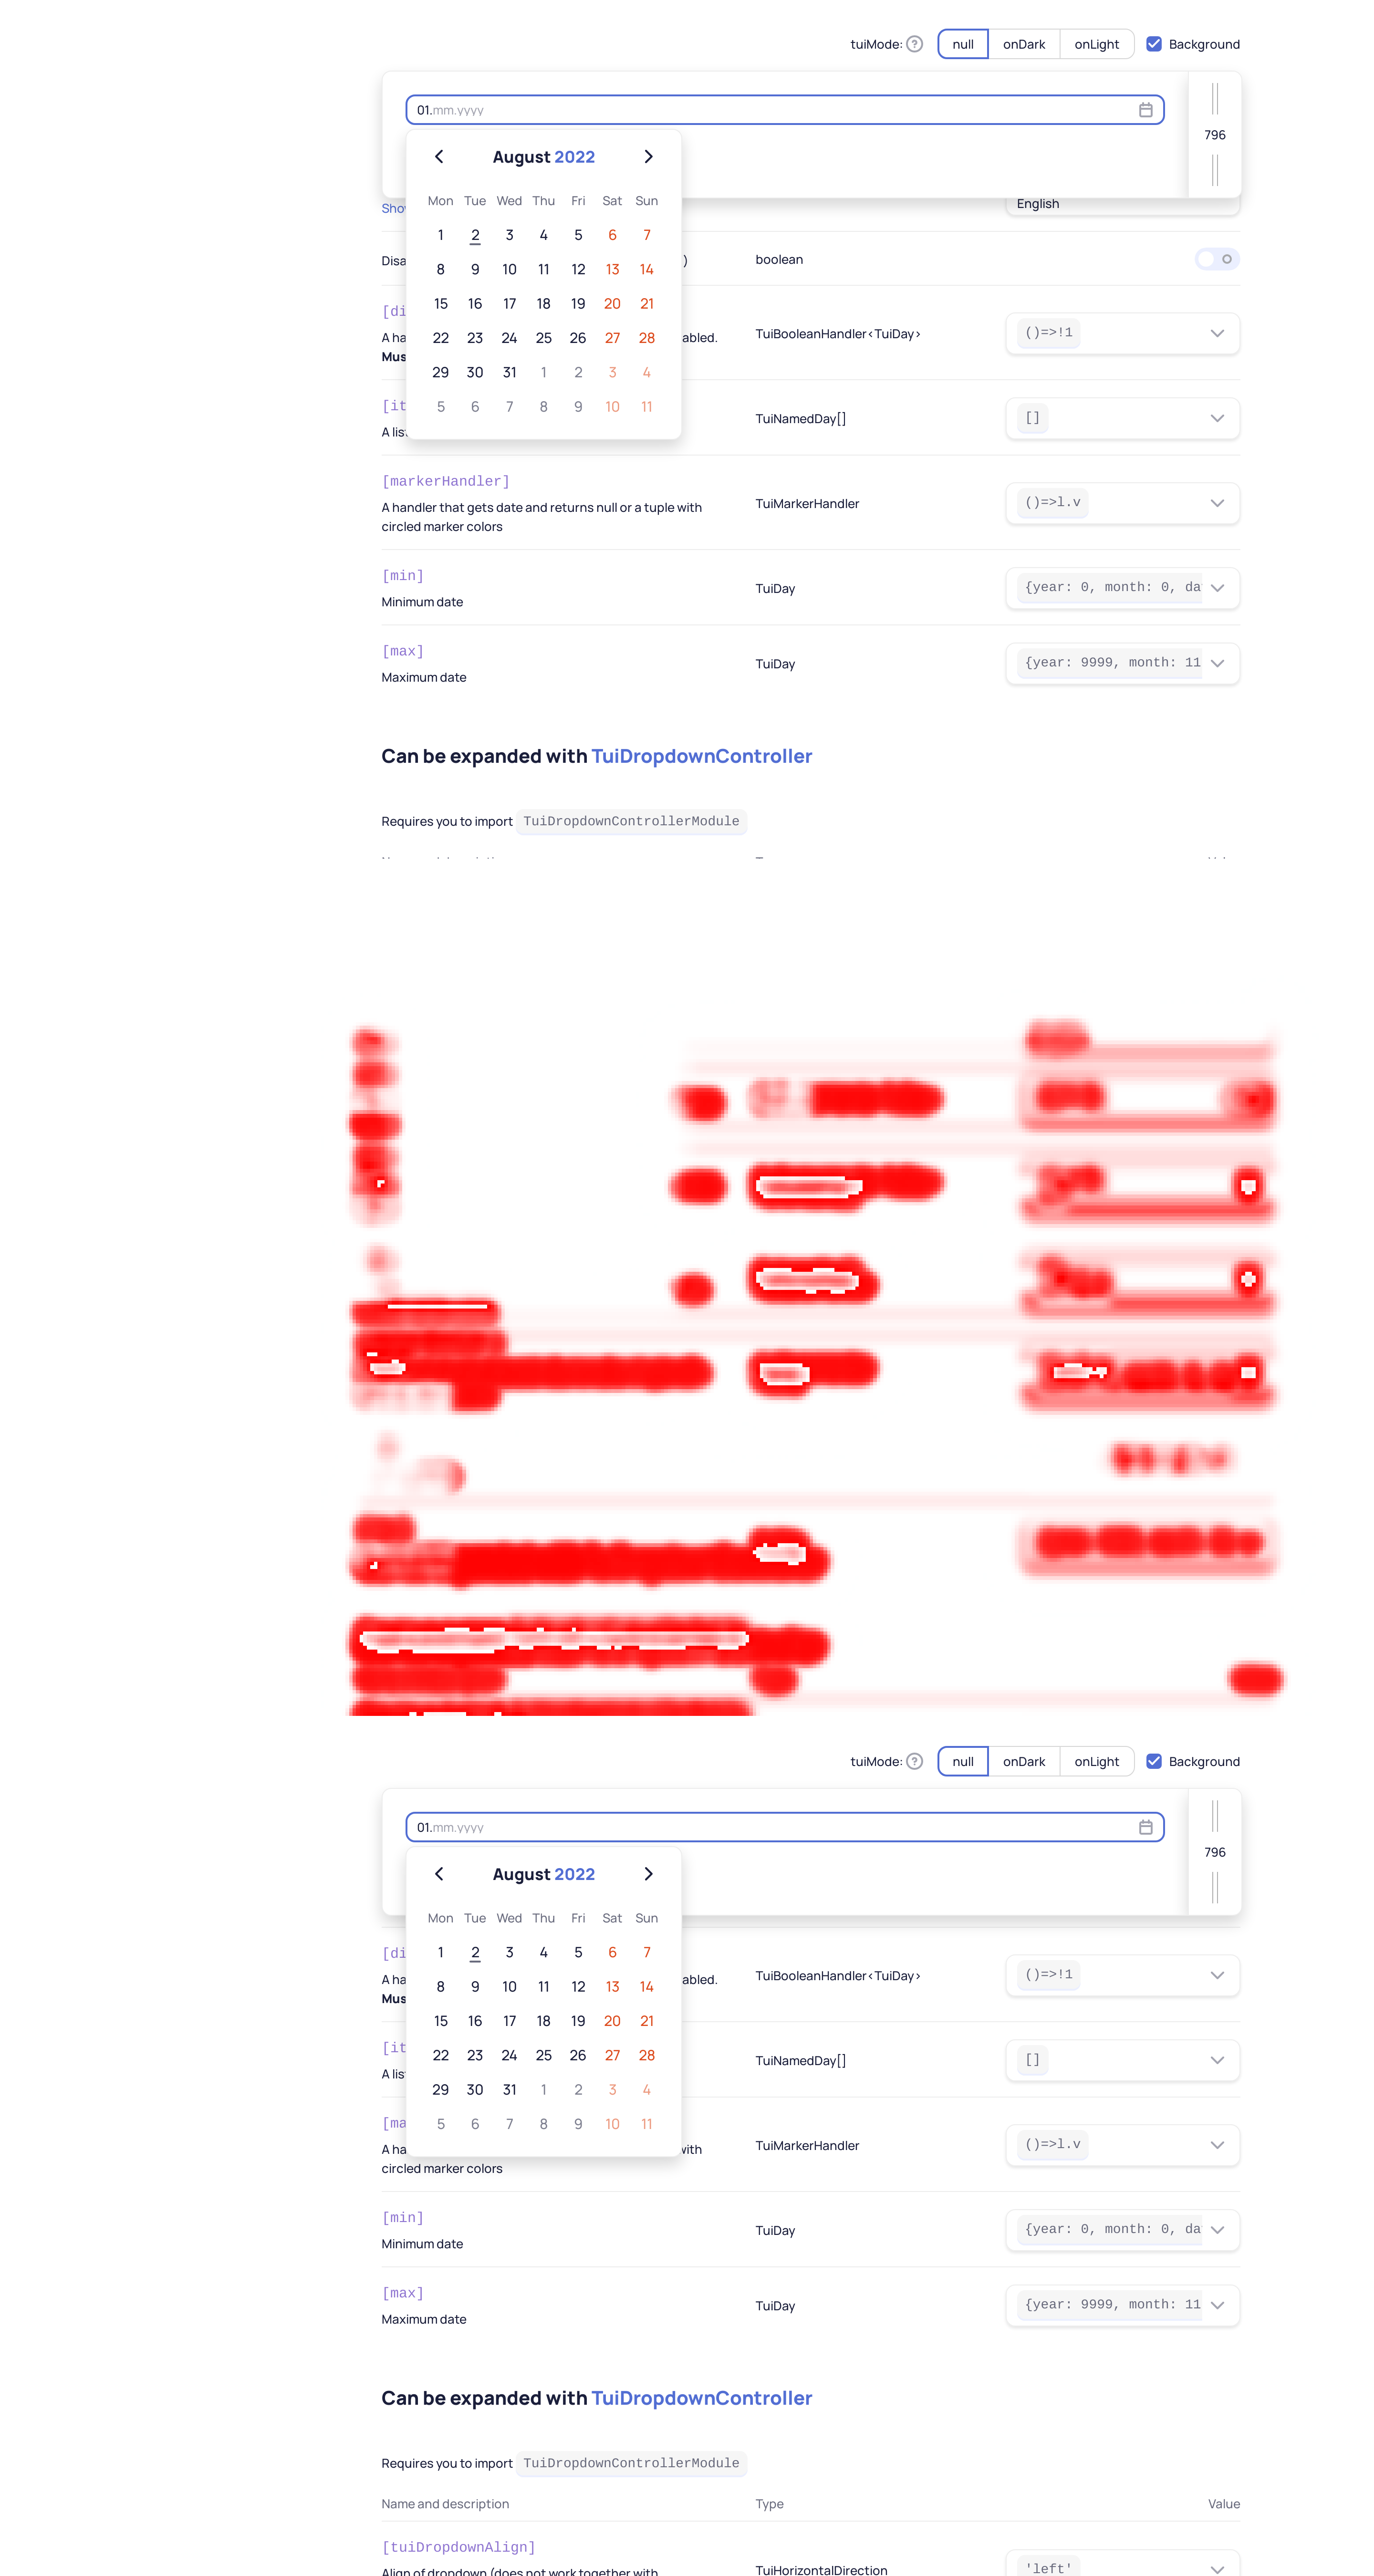 tuiMode: ? null onDark onLight Background
01.mm.yyyy
796
August 2022
Mon Tue Wed Thu Fri Sat Sun
English
1 2 3 4 5 6 7
Disa ) boolean
8 9 10 11 12 13 14
15 16 17 18 19 20 21
[di
A ha abled. TuiBooleanHandler<TuiDay> ()=>!1
22 23 24 25 26 27 28
Mus
29 30 31 1 2 3 4
[it
5 6 7 8 9 10 11
TuiNamedDay[] []
A lis
[markerHandler]
A handler that gets date and returns null or a tuple with TuiMarkerHandler ()=>l.v
circled marker colors
[min]
TuiDay {year: 0, month: 0, da
Minimum date
[max]
TuiDay {year: 9999, month: 11
Maximum date
Can be expanded with TuiDropdownController
Requires you to import TuiDropdownControllerModule
tuiMode: ? null onDark onLight Background
01.mm.yyyy
796
August 2022
Mon Tue Wed Thu Fri Sat Sun
1 2 3 4 5 6 7
[di
A ha abled. TuiBooleanHandler<TuiDay> ()=>!1
8 9 10 11 12 13 14
Mus
15 16 17 18 19 20 21
[it
22 23 24 25 26 27 28
TuiNamedDay[] []
A lis
29 30 31 1 2 3 4
[ma
5 6 7 8 9 10 11
A ha with TuiMarkerHandler ()=>l.v
circled marker colors
[min]
TuiDay {year: 0, month: 0, da
Minimum date
[max]
TuiDay {year: 9999, month: 11
Maximum date
Can be expanded with TuiDropdownController
Requires you to import TuiDropdownControllerModule
Name and description Type Value
[tuiDropdownAlign]
Align of dropdown (does not work together with TuiHorizontalDirection 'left'